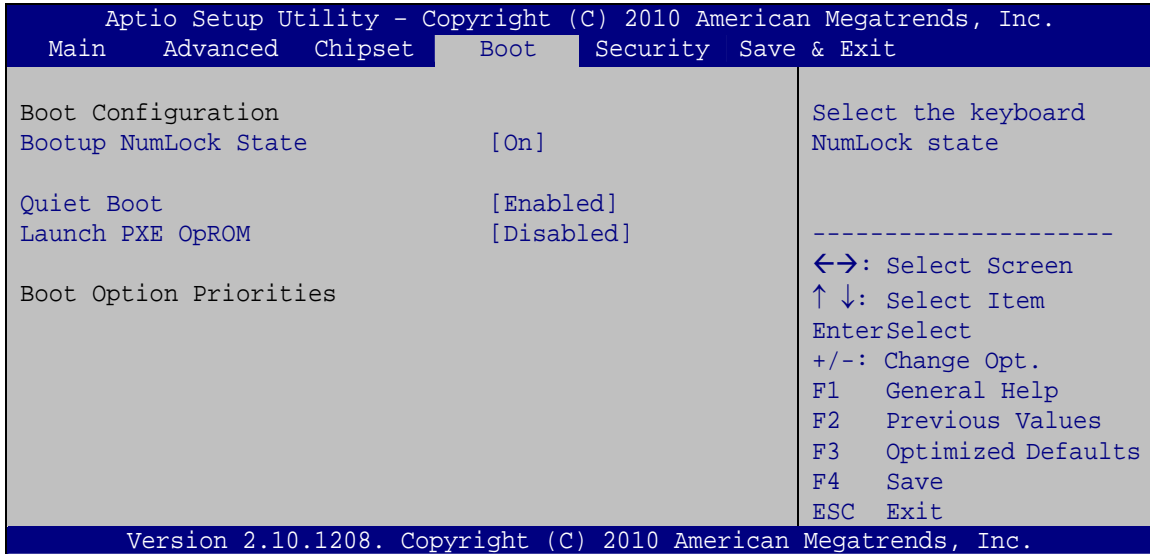 Aptio Setup Utility – Copyright (C) 2010 American Megatrends, Inc.
Main Advanced Chipset Boot Security Save & Exit
Boot Configuration
Bootup NumLock State [On]
Quiet Boot [Enabled]
Launch PXE OpROM [Disabled]
Boot Option Priorities
Select the keyboard
NumLock state
---------------------
←→: Select Screen
↑ ↓: Select Item
EnterSelect
+/-: Change Opt.
F1 General Help
F2 Previous Values
F3 Optimized Defaults
F4 Save
ESC Exit
Version 2.10.1208. Copyright (C) 2010 American Megatrends, Inc.